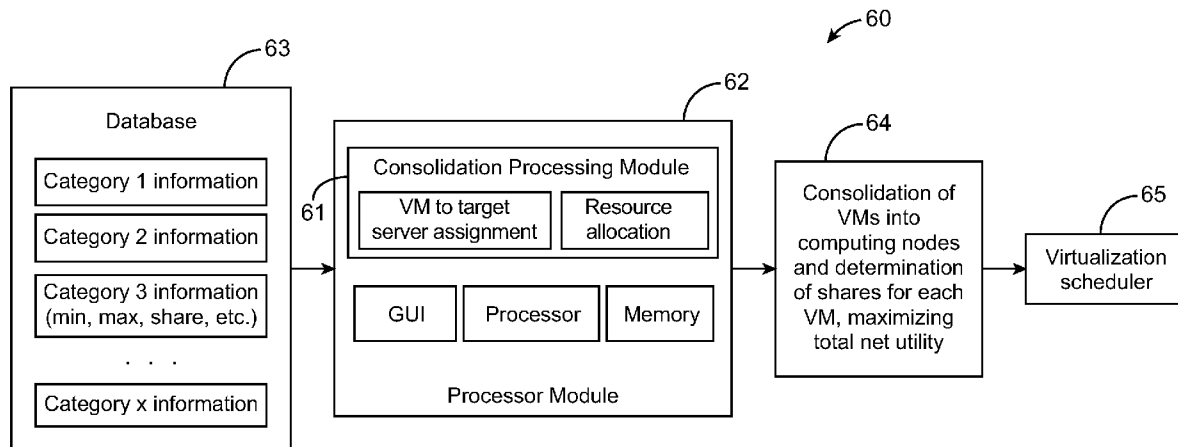 60
63
Database
Category 1 information
Category 2 information
Category 3 information
(min, max, share, etc.)
. . .
Category x information
62
61
Consolidation Processing Module
VM to target
server assignment
Resource
allocation
GUI
Processor
Memory
Processor Module
64
Consolidation of
VMs into
computing nodes
and determination
of shares for each
VM, maximizing
total net utility
65
Virtualization
scheduler